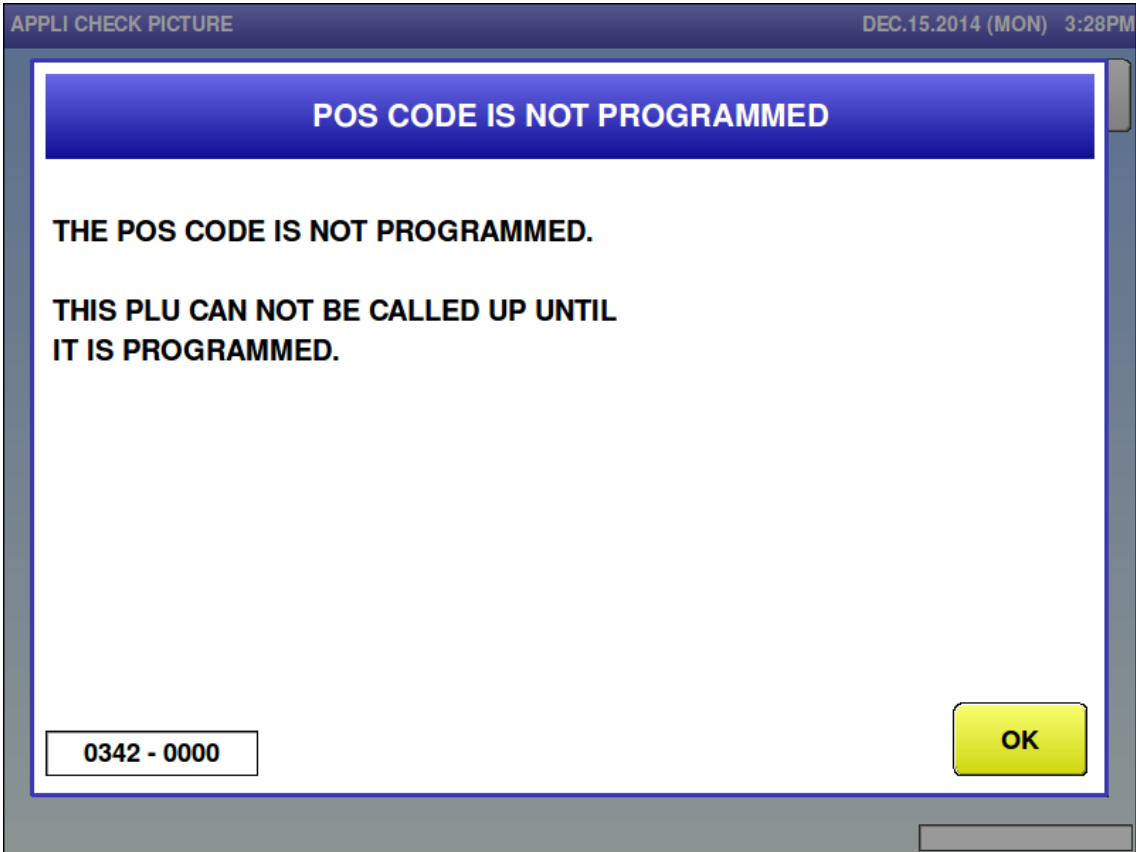 APPLI CHECK PICTURE DEC.15.2014 (MON) 3:28PM
POS CODE IS NOT PROGRAMMED
THE POS CODE IS NOT PROGRAMMED.
THIS PLU CAN NOT BE CALLED UP UNTIL
IT IS PROGRAMMED.
0342 - 0000
OK